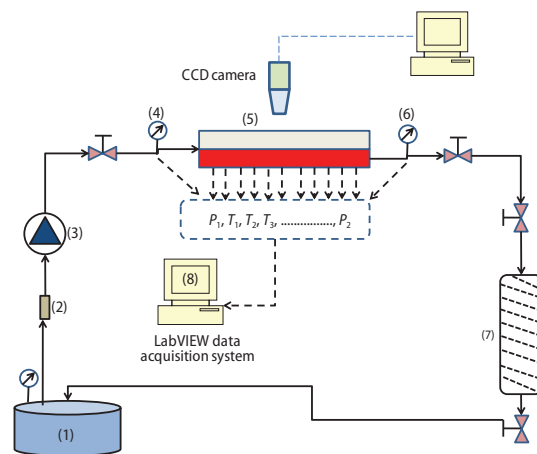 CCD camera
(4)
(5)
(6)
(3)
P1, T1, T2, T3, ................., P2
(2)
(8)
(7)
LabVIEW data
acquisition system
(1)